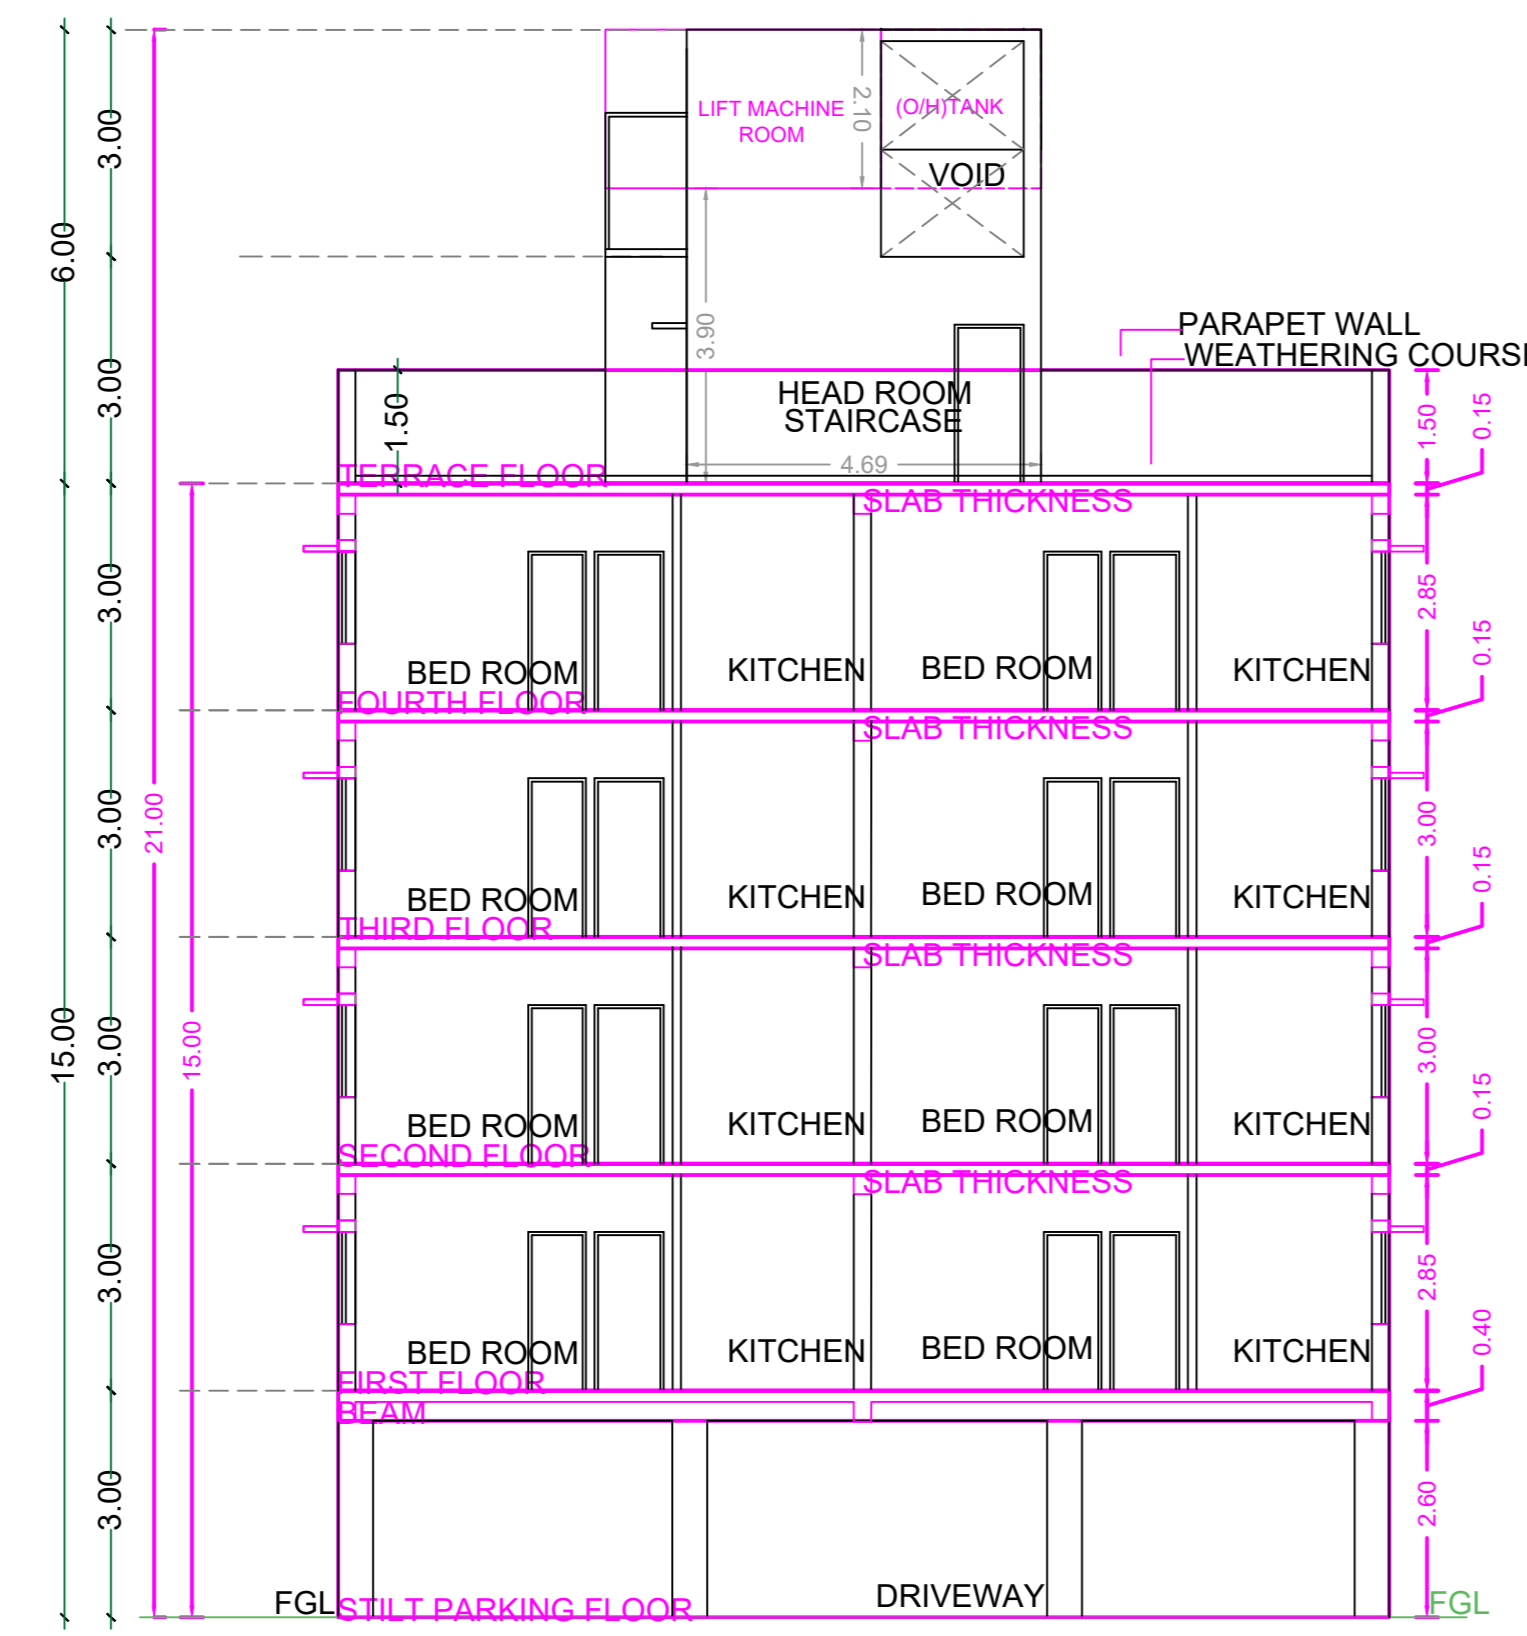 3.00
2.10
LIFT MACHINE
ROOM
(O/H)TANK
VOID
6.00
3.90
3.00
PARAPET WALL
WEATHERING COURS
1.50
HEAD ROOM
STAIRCASE
1.50
0.15
4.69
TERRACE FLOOR
SLAB THICKNESS
3.00
2.85
0.15
BED ROOM
KITCHEN
BED ROOM
KITCHEN
FOURTH FLOOR
SLAB THICKNESS
3.00
21.00
3.00
0.15
BED ROOM
KITCHEN
BED ROOM
KITCHEN
THIRD FLOOR
SLAB THICKNESS
15.00
3.00
15.00
3.00
0.15
BED ROOM
KITCHEN
BED ROOM
KITCHEN
SECOND FLOOR
SLAB THICKNESS
3.00
2.85
0.40
BED ROOM
KITCHEN
BED ROOM
KITCHEN
FIRST FLOOR
BEAM
3.00
2.60
FGL
STILT PARKING FLOOR
DRIVEWAY
FGL